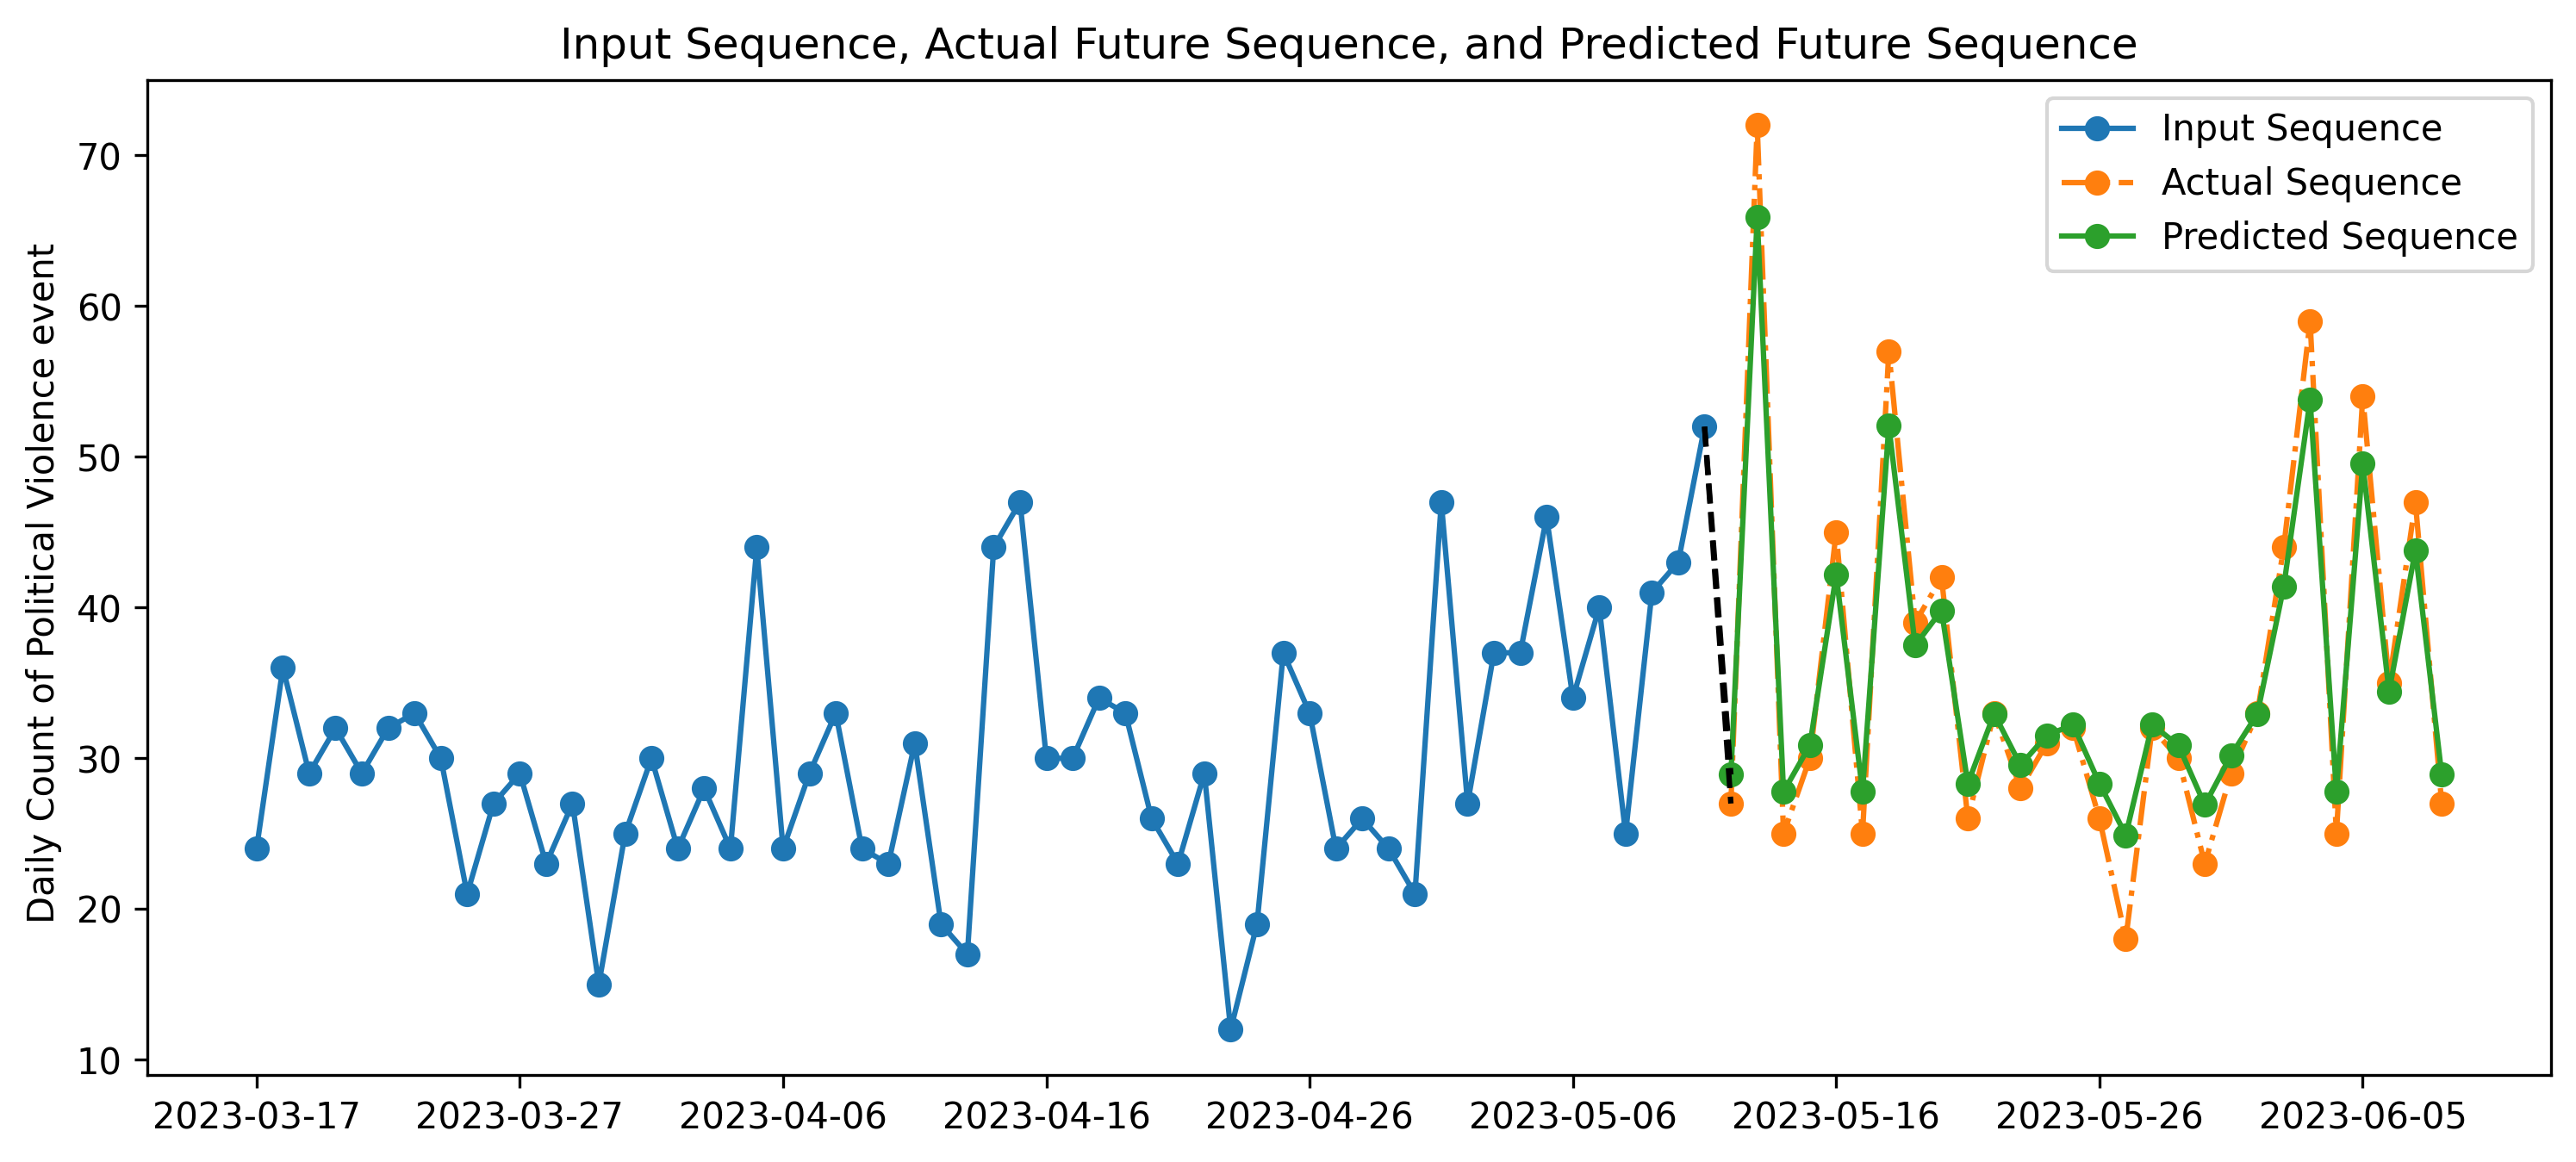 Input Sequence, Actual Future Sequence, and Predicted Future Sequence
Daily Count of Political Violence event
70
60
50
40
30
20
10
Input Sequence
Actual Sequence
Predicted Sequence
2023-03-17 2023-03-27 2023-04-06 2023-04-16 2023-04-26 2023-05-06 2023-05-16 2023-05-26 2023-06-05